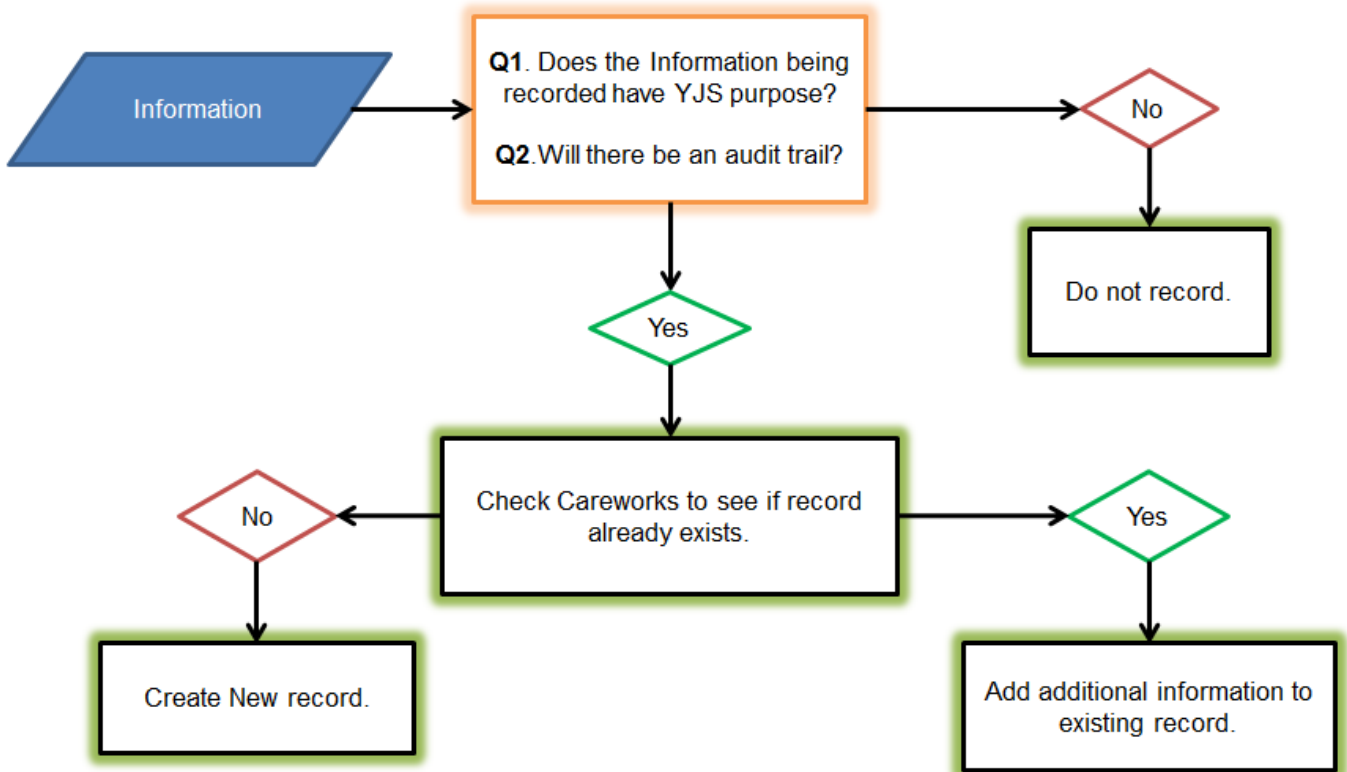 Information
Q1. Does the Information being
recorded have YJS purpose?
Q2.Will there be an audit trail?
No
Do not record.
Yes
Check Careworks to see if record
already exists.
No
Yes
Create New record.
Add additional information to
existing record.